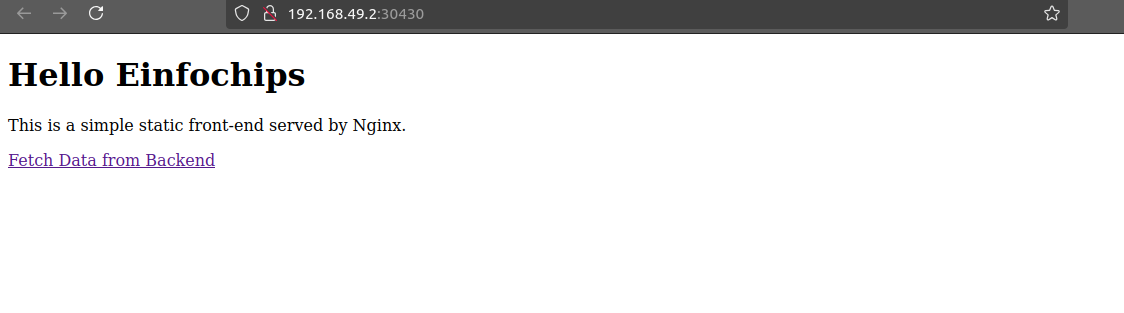 192.168.49.2:30430
Hello Einfochips
This is a simple static front-end served by Nginx.
Fetch Data from Backend